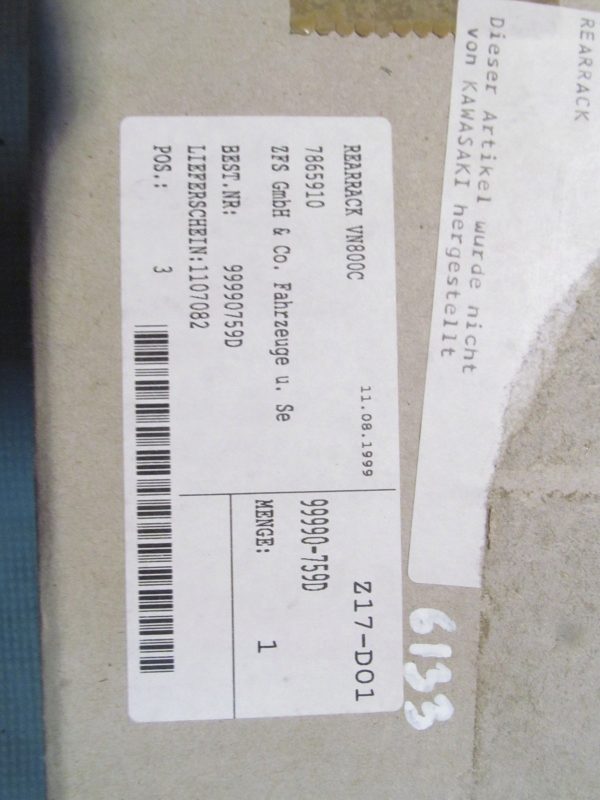 REARRACK
Dieser Artikel wurde nicht
von KAWASAKI hergestellt
REARRACK VN800C
11.08.1999
Z17-D01
7865910
99990-759D
ZFS GmbH & Co. Fahrzeuge u. Se
MENGE: 1
BEST.NR: 99990759D
LIEFERSCHEIN:1107082
POS.: 3
6133